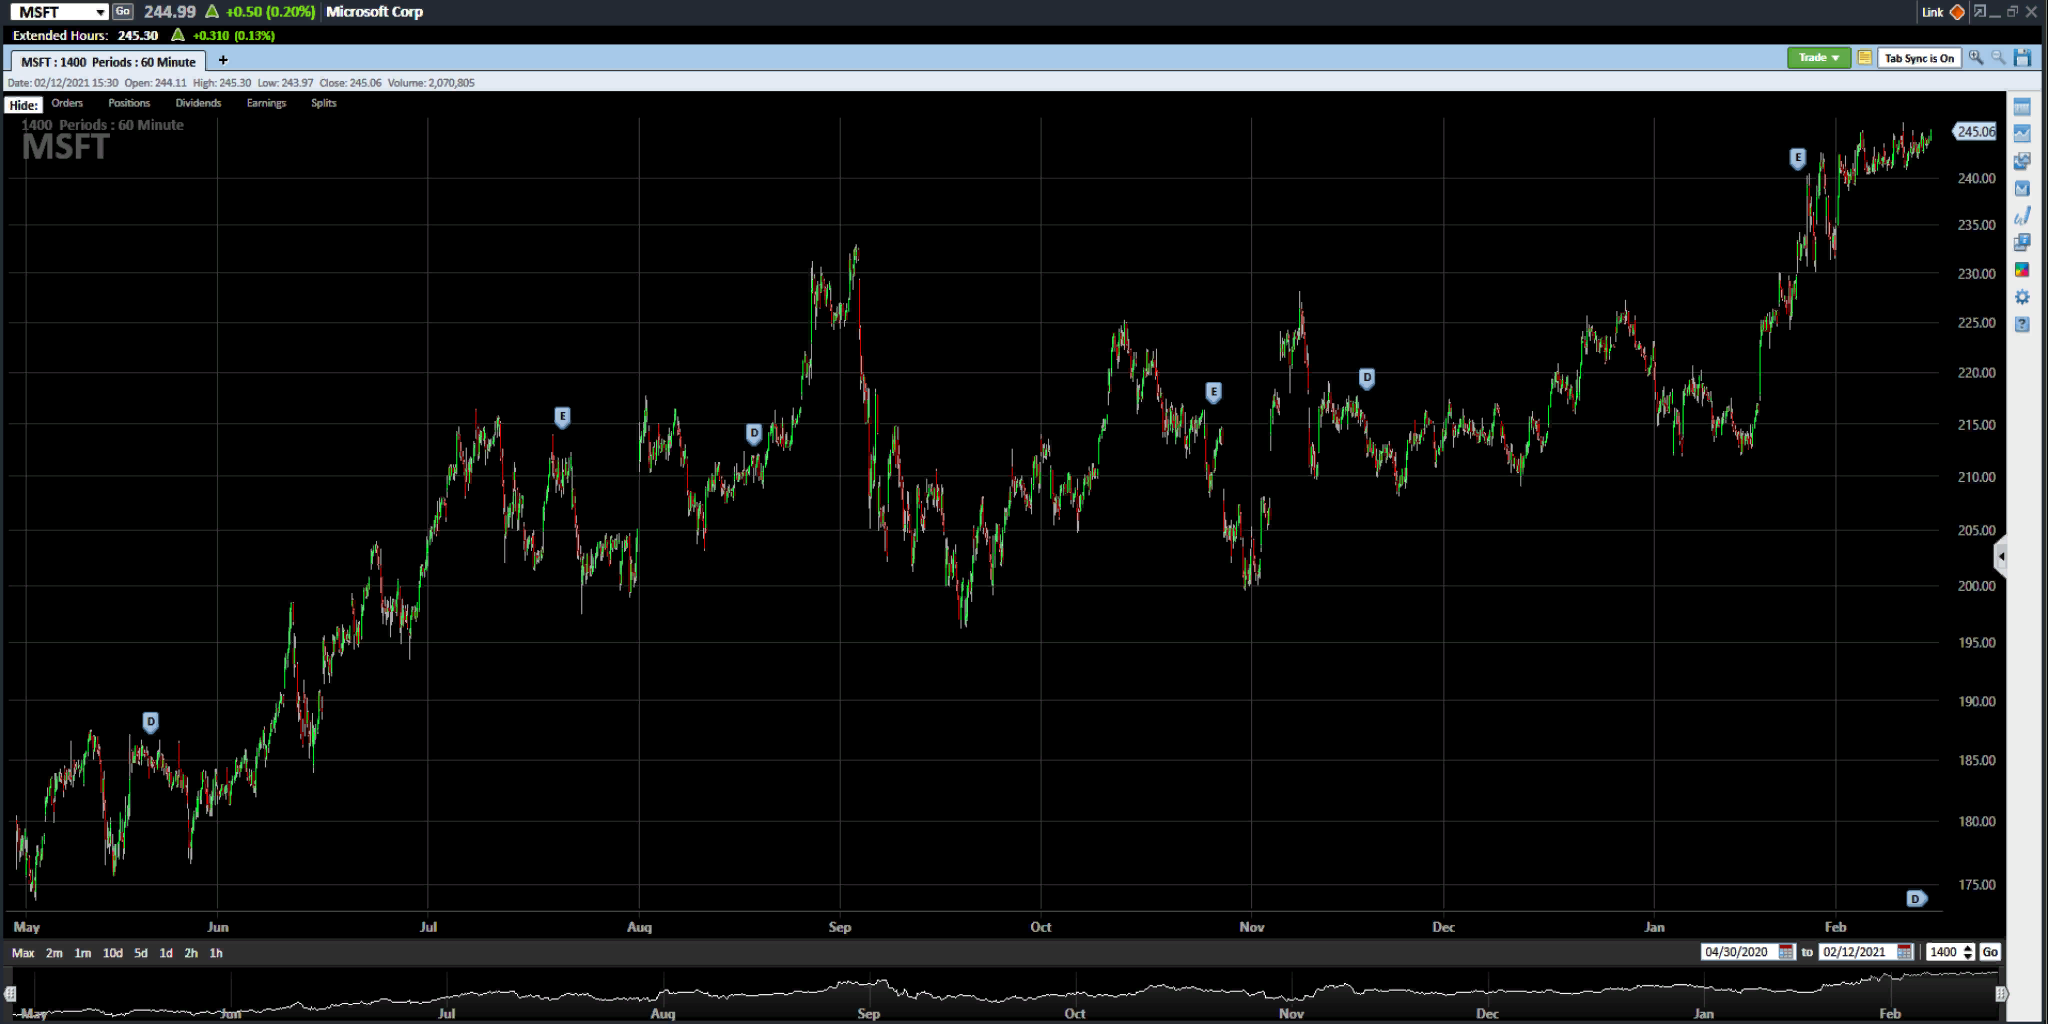 MSFT Go 244.99 +0.50 (0.20%) Microsoft Corp Link
Extended Hours: 245.30 +0.310 (0.13%)
MSFT : 1400 Periods : 60 Minute + Trade Tab Sync is On
Date: 02/12/2021 15:30 Open: 244.11 High: 245.30 Low: 243.97 Close: 245.06 Volume: 2,070,805
Hide: Orders Positions Dividends Earnings Splits
1400 Periods : 60 Minute
MSFT
245.06
E
240.00
235.00
230.00
225.00
220.00
D
E
E
215.00
D
210.00
205.00
200.00
195.00
190.00
D
185.00
180.00
175.00
D
May Jun Jul Aug Sep Oct Nov Dec Jan Feb
Max 2m 1m 10d 5d 1d 2h 1h 04/30/2020 to 02/12/2021 1400 Go
May Jun Jul Aug Sep Oct Nov Dec Jan Feb
?